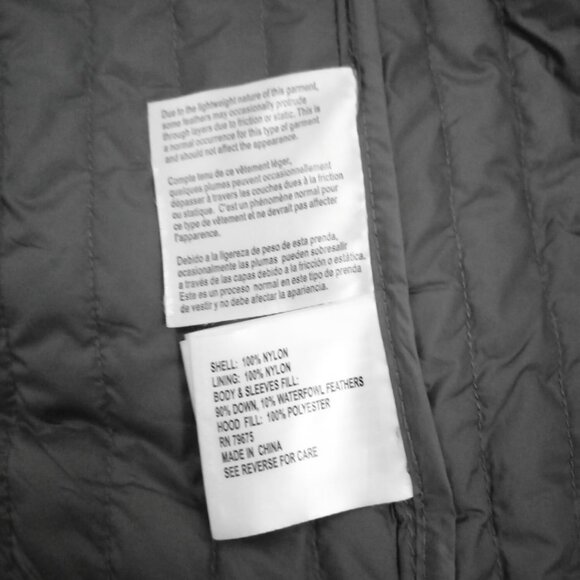 Due to the lightweight nature of this garment,
some feathers may occasionally protrude
through layers due to friction or static. This is
a normal occurrence for this type of garment
and should not affect the appearance.
Compte tenu de ce vêtement léger,
quelques plumes peuvent occasionnellement
dépasser à travers les couches dues à la friction
ou statique. C'est un phénomène normal pour
ce type de vêtement et ne devrait pas affecter
l'apparence.
Debido a la ligereza de peso de esta prenda,
ocasionalmente las plumas pueden sobresalir
a través de las capas debido a la fricción o estática.
Este es un proceso normal en este tipo de prenda
de vestir y no debe afectar la apariencia.
SHELL: 100% NYLON
LINING: 100% NYLON
BODY & SLEEVES FILL:
90% DOWN, 10% WATERFOWL FEATHERS
HOOD FILL: 100% POLYESTER
RN 79675
MADE IN CHINA
SEE REVERSE FOR CARE